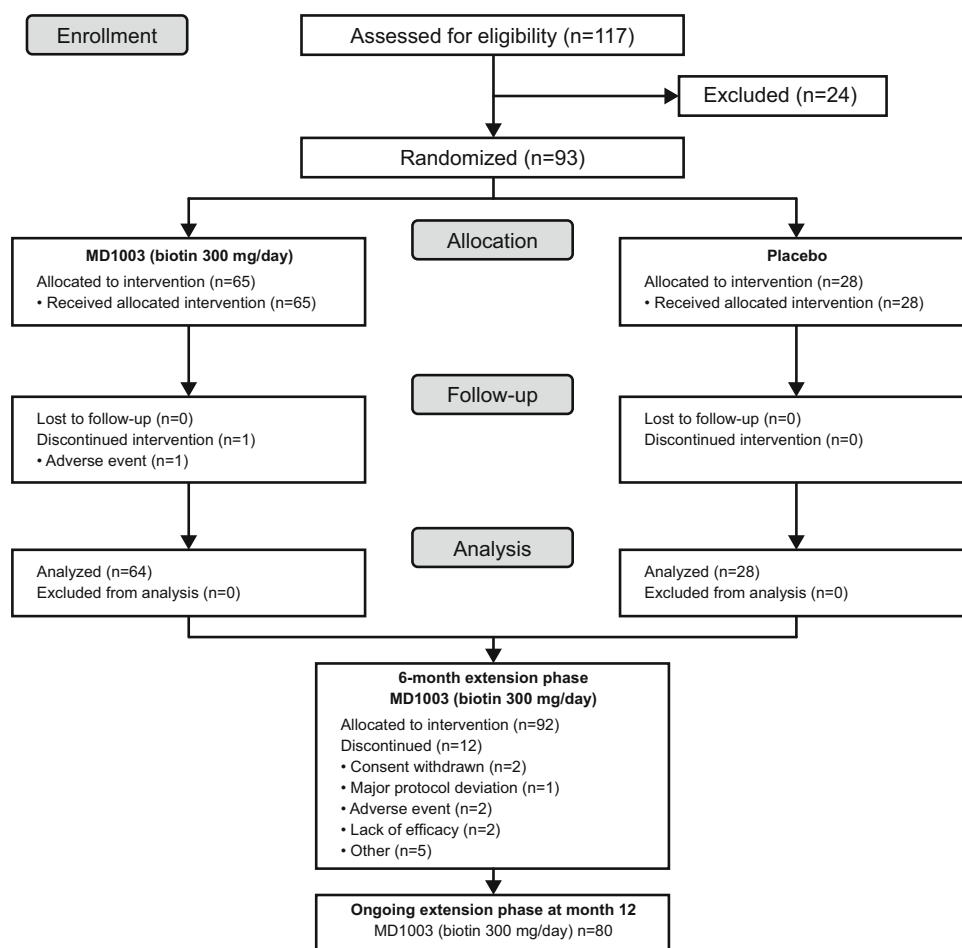 Enrollment
Assessed for eligibility (n=117)
Excluded (n=24)
Randomized (n=93)
Allocation
MD1003 (biotin 300 mg/day)
Allocated to intervention (n=65)
• Received allocated intervention (n=65)
Placebo
Allocated to intervention (n=28)
• Received allocated intervention (n=28)
Follow-up
Lost to follow-up (n=0)
Discontinued intervention (n=1)
• Adverse event (n=1)
Lost to follow-up (n=0)
Discontinued intervention (n=0)
Analysis
Analyzed (n=64)
Excluded from analysis (n=0)
Analyzed (n=28)
Excluded from analysis (n=0)
6-month extension phase
MD1003 (biotin 300 mg/day)
Allocated to intervention (n=92)
Discontinued (n=12)
• Consent withdrawn (n=2)
• Major protocol deviation (n=1)
• Adverse event (n=2)
• Lack of efficacy (n=2)
• Other (n=5)
Ongoing extension phase at month 12
MD1003 (biotin 300 mg/day) n=80